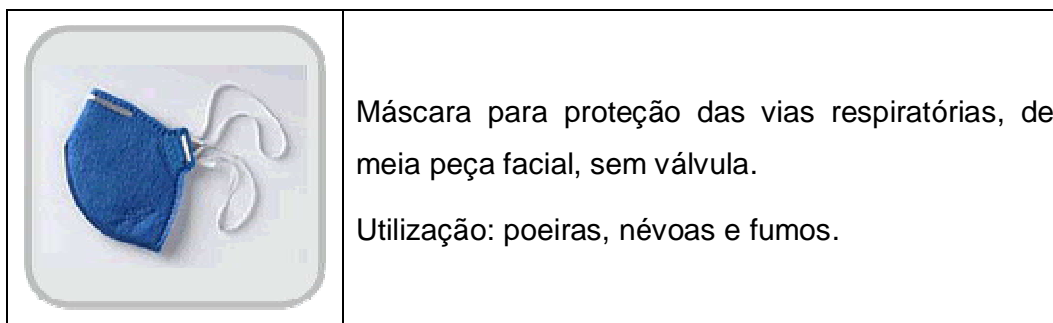 Máscara para proteção das vias respiratórias, de
meia peça facial, sem válvula.
Utilização: poeiras, névoas e fumos.